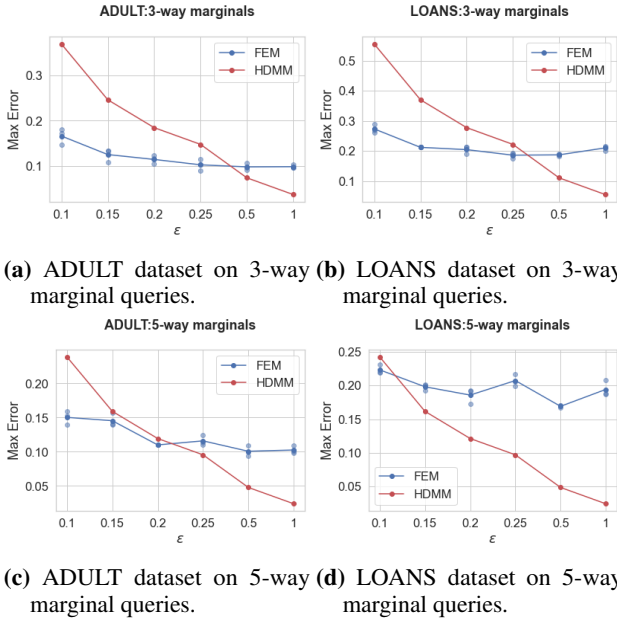 ADULT:3-way marginals
Max Error
0.3
0.2
0.1
FEM
HDMM
0.1 0.15 0.2 0.25 0.5 1
ε
LOANS:3-way marginals
Max Error
0.5
0.4
0.3
0.2
0.1
FEM
HDMM
0.1 0.15 0.2 0.25 0.5 1
ε
(a) ADULT dataset on 3-way
marginal queries.
(b) LOANS dataset on 3-way
marginal queries.
ADULT:5-way marginals
Max Error
0.20
0.15
0.10
0.05
FEM
HDMM
0.1 0.15 0.2 0.25 0.5 1
ε
LOANS:5-way marginals
Max Error
0.25
0.20
0.15
0.10
0.05
FEM
HDMM
0.1 0.15 0.2 0.25 0.5 1
ε
(c) ADULT dataset on 5-way
marginal queries.
(d) LOANS dataset on 5-way
marginal queries.